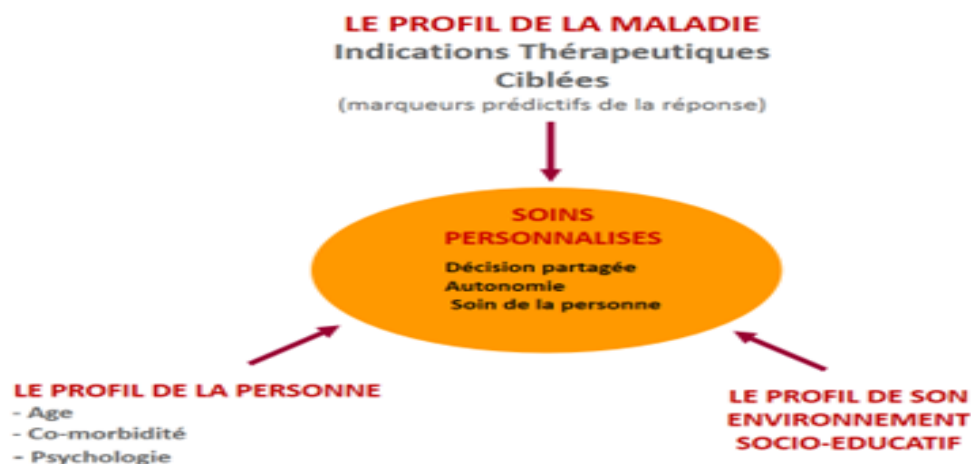 LE PROFIL DE LA MALADIE
Indications Thérapeutiques
Ciblées
(marqueurs prédictifs de la réponse)
SOINS
PERSONNALISES
Décision partagée
Autonomie
Soin de la personne
LE PROFIL DE LA PERSONNE
- Age
- Co-morbidité
- Psychologie
LE PROFIL DE SON
ENVIRONNEMENT
SOCIO-EDUCATIF